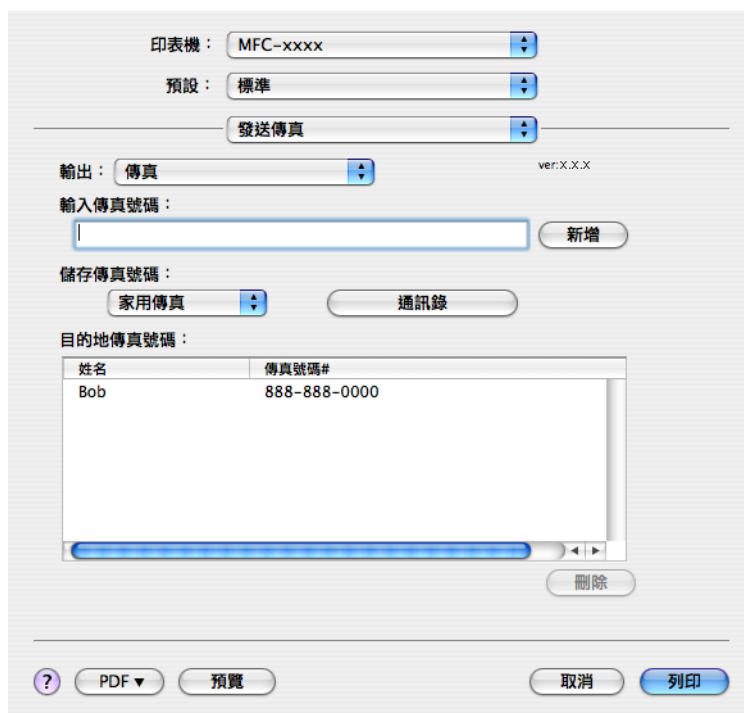 印表機： MFC-xxxx
預設： 標準
發送傳真
輸出： 傳真 ver:X.X.X
輸入傳真號碼：
新增
儲存傳真號碼：
家用傳真 通訊錄
目的地傳真號碼：
姓名 傳真號碼#
Bob 888-888-0000
刪除
? PDF▼ 預覽 取消 列印